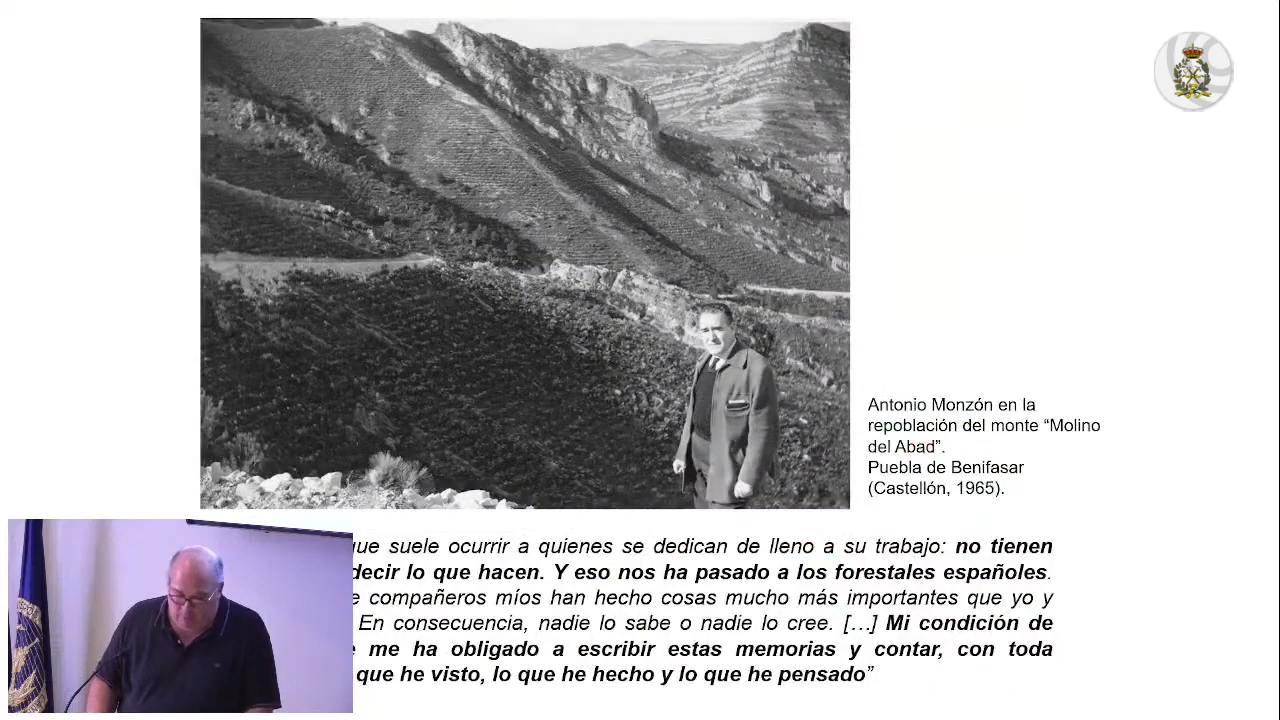 Antonio Monzón en la
repoblación del monte “Molino
del Abad”.
Puebla de Benifasar
(Castellón, 1965).
que suele ocurrir a quienes se dedican de lleno a su trabajo: no tienen
decir lo que hacen. Y eso nos ha pasado a los forestales españoles.
compañeros míos han hecho cosas mucho más importantes que yo y
En consecuencia, nadie lo sabe o nadie lo cree. […] Mi condición de
me ha obligado a escribir estas memorias y contar, con toda
que he visto, lo que he hecho y lo que he pensado”